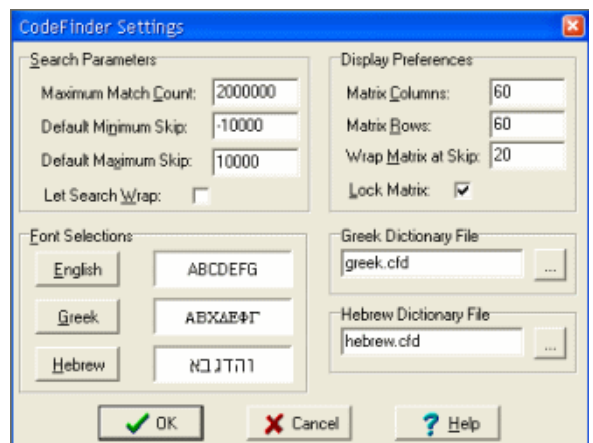 CodeFinder Settings
Search Parameters
Maximum Match Count: 2000000
Default Minimum Skip: -10000
Default Maximum Skip: 10000
Let Search Wrap:
Display Preferences
Matrix Columns: 60
Matrix Rows: 60
Wrap Matrix at Skip: 20
Lock Matrix:
Font Selections
English ABCDEFG
Greek ΑΒΧΔΕΦΓ
Hebrew אבגדהו
Greek Dictionary File
greek.cfd ...
Hebrew Dictionary File
hebrew.cfd ...
OK Cancel Help